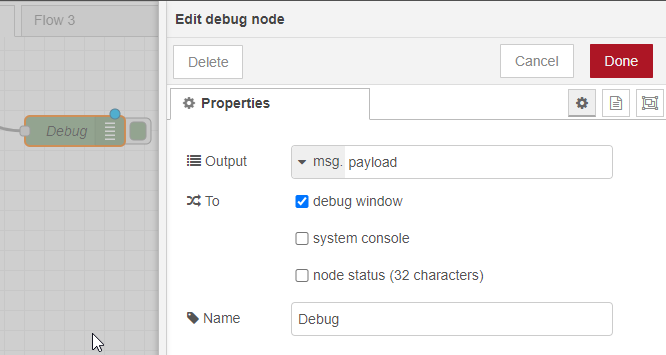 Flow 3
Edit debug node
Delete
Cancel
Done
Properties
Debug
Output
msg. payload
To
debug window
system console
node status (32 characters)
Name
Debug